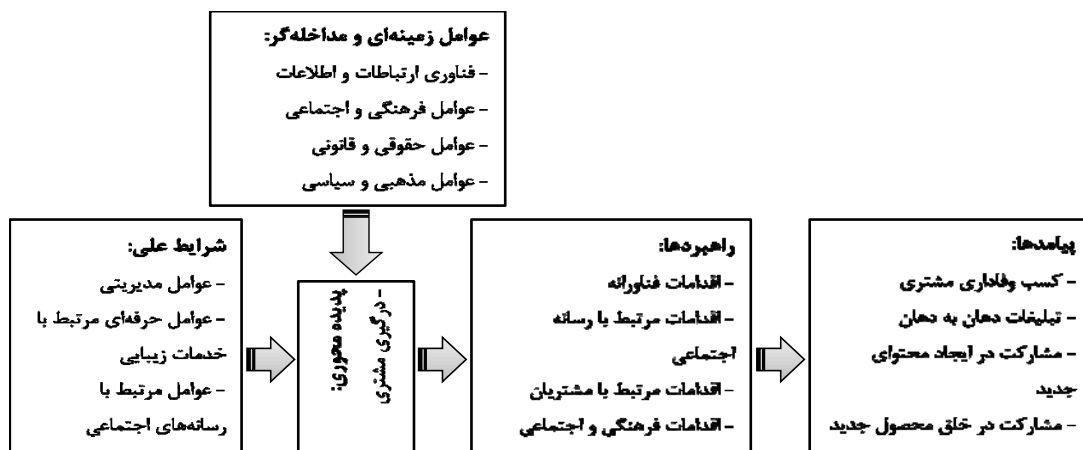 عوامل زمینه‌ای و مداخله‌گر:
- فناوری ارتباطات و اطلاعات
- عوامل فرهنگی و اجتماعی
- عوامل حقوقی و قانونی
- عوامل مذهبی و سیاسی
شرایط علی:
- عوامل مدیریتی
- عوامل حرفه‌ای مرتبط با
خدمات زیبایی
- عوامل مرتبط با
رسانه‌های اجتماعی
پدیده محوری:
- درگیری مشتری
راهبردها:
- اقدامات فناورانه
- اقدامات مرتبط با رسانه
اجتماعی
- اقدامات مرتبط با مشتریان
- اقدامات فرهنگی و اجتماعی
پیامدها:
- کسب وفاداری مشتری
- تبلیغات دهان به دهان
- مشارکت در ایجاد محتوای
جدید
- مشارکت در خلق محصول جدید